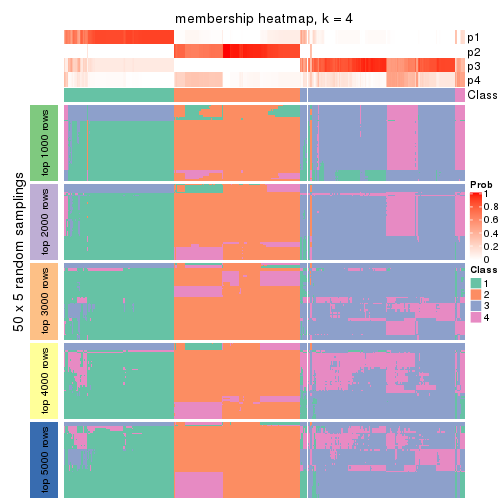 membership heatmap, k = 4
p1
p2
p3
p4
Class
50 x 5 random samplings
top 1000 rows
top 2000 rows
top 3000 rows
top 4000 rows
top 5000 rows
Prob
1
0.8
0.6
0.4
0.2
0
Class
1
2
3
4